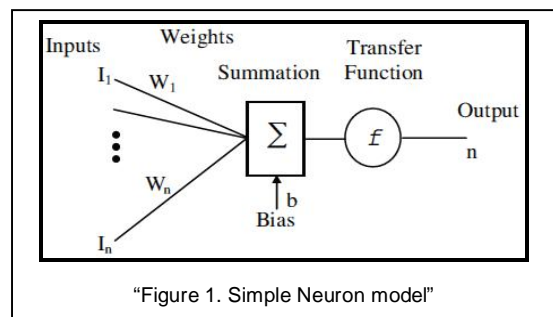 Inputs
Weights
Summation
Transfer
Function
Output
I1
W1
Σ
f
n
Wn
b
Bias
In
“Figure 1. Simple Neuron model”